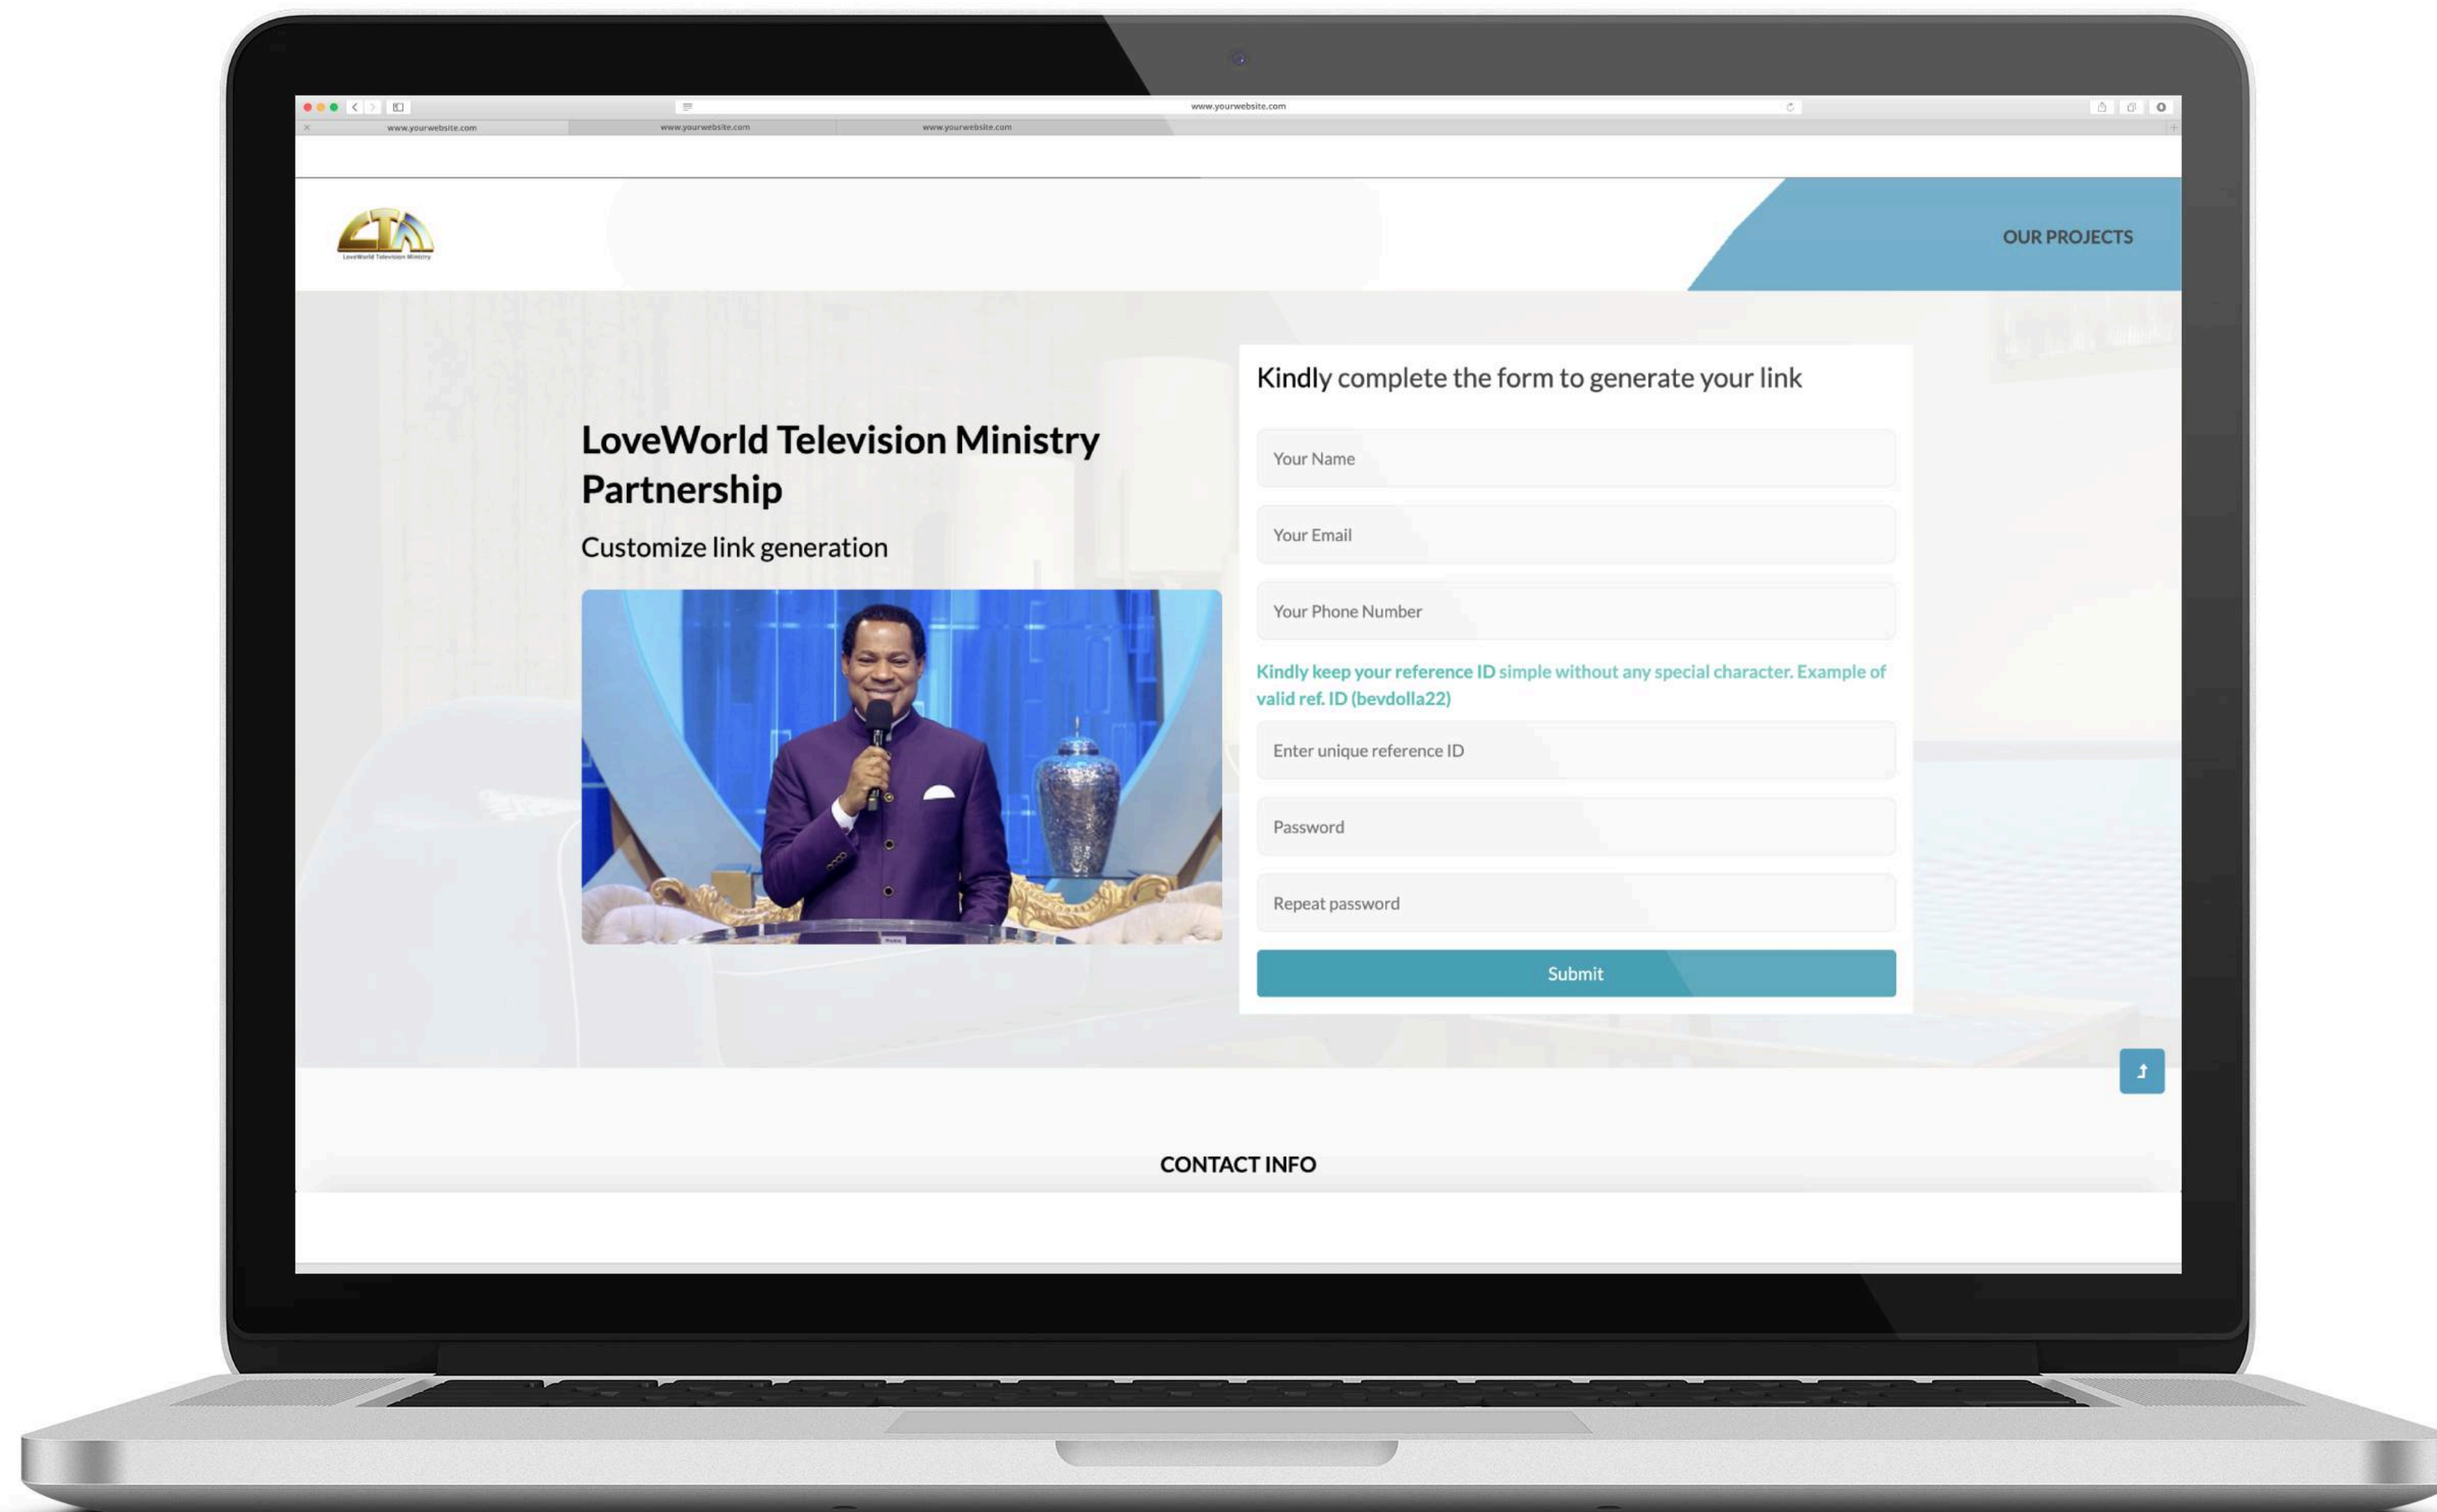 www.yourwebsite.com
www.yourwebsite.com
www.yourwebsite.com
www.yourwebsite.com
LoveWorld Television Ministry
OUR PROJECTS
LoveWorld Television Ministry
Partnership
Customize link generation
Kindly complete the form to generate your link
Your Name
Your Email
Your Phone Number
Kindly keep your reference ID simple without any special character. Example of
valid ref. ID (bevdolla22)
Enter unique reference ID
Password
Repeat password
Submit
CONTACT INFO